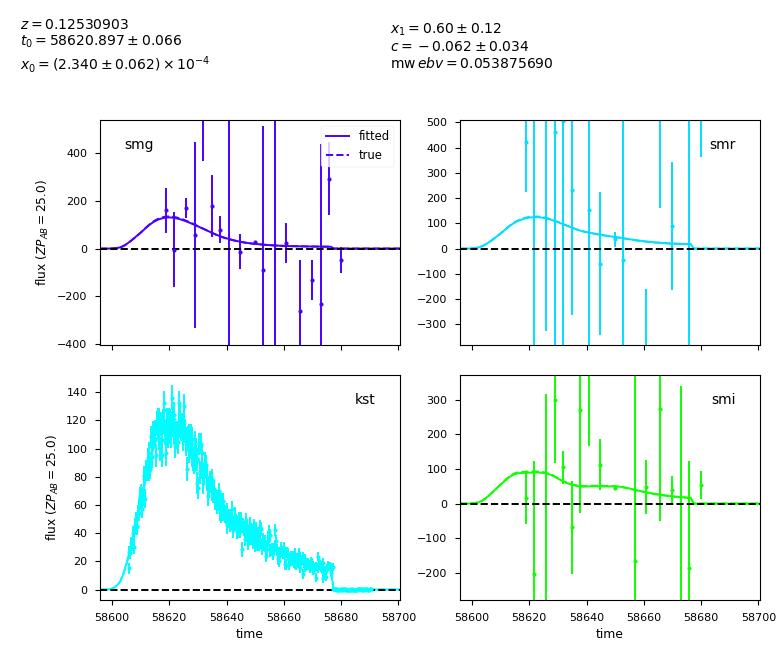 z = 0.12530903
t₀ = 58620.897 ± 0.066
x₀ = (2.340 ± 0.062) × 10⁻⁴
x₁ = 0.60 ± 0.12
c = −0.062 ± 0.034
mw ebv = 0.053875690
smg
fitted
true
400
200
0
−200
−400
flux (ZP_AB = 25.0)
smr
500
400
300
200
100
0
−100
−200
−300
kst
140
120
100
80
60
40
20
0
flux (ZP_AB = 25.0)
58600 58620 58640 58660 58680 58700
time
smi
300
200
100
0
−100
−200
58600 58620 58640 58660 58680 58700
time